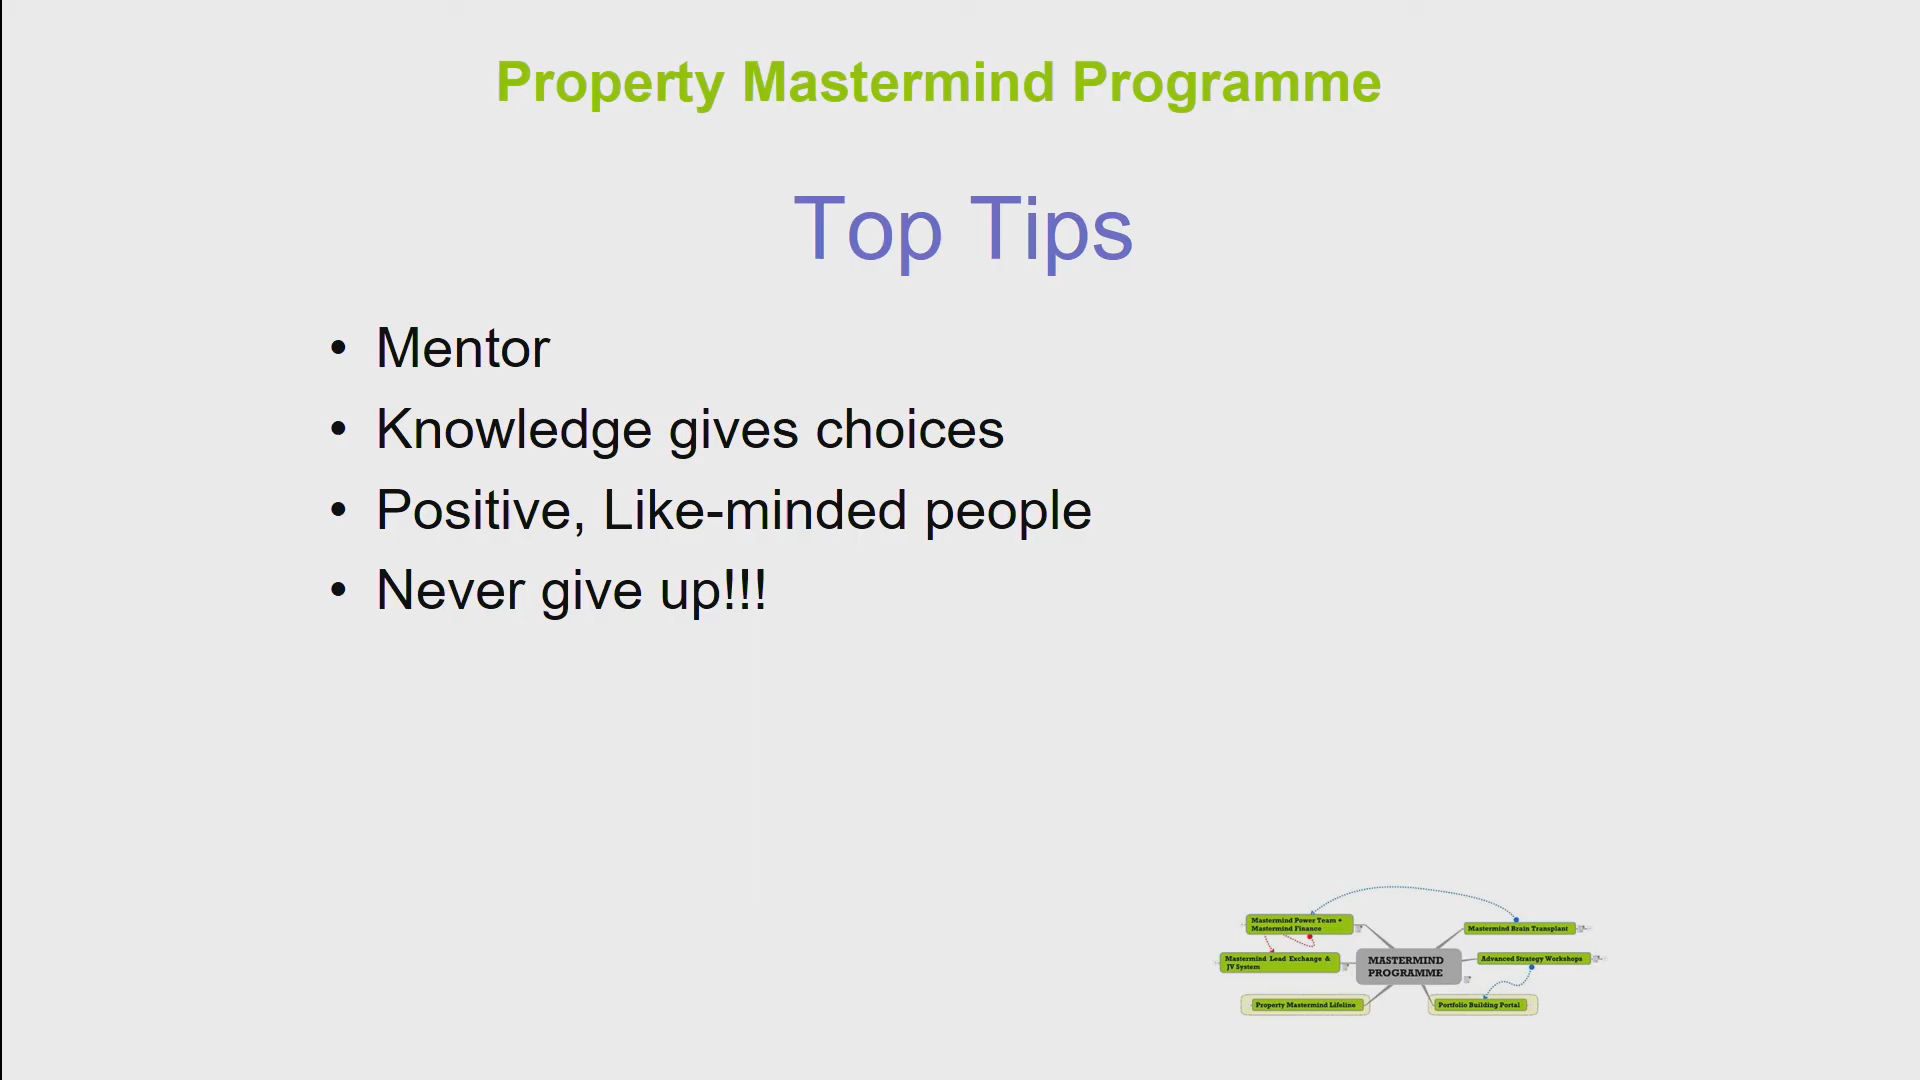 Property Mastermind Programme
Top Tips
• Mentor
• Knowledge gives choices
• Positive, Like-minded people
• Never give up!!!
Mastermind Power Team +
Mastermind Finance
Mastermind Brain Transplant
Mastermind Lead Exchange &
JV System
MASTERMIND
PROGRAMME
Advanced Strategy Workshops
Property Mastermind Lifeline
Portfolio Building Portal